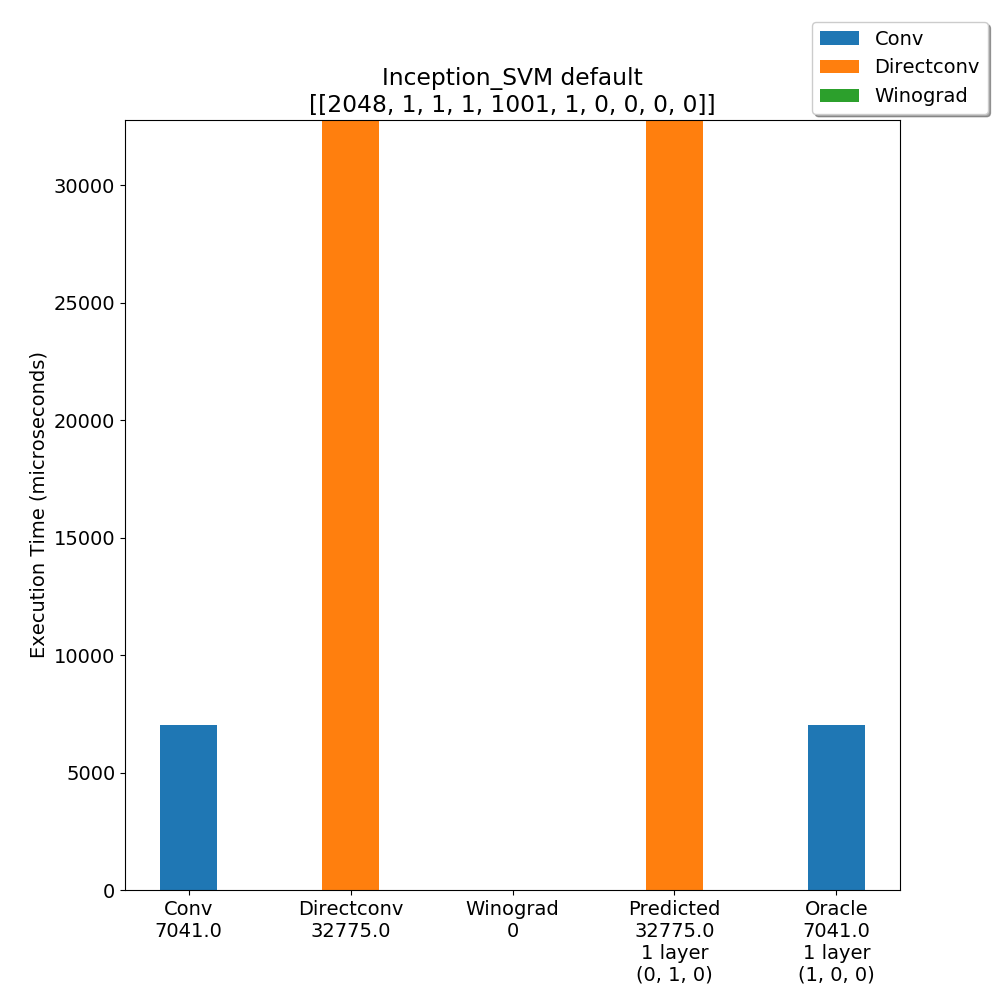 Conv
Directconv
Winograd
Inception_SVM default
[[2048, 1, 1, 1, 1001, 1, 0, 0, 0, 0]]
Execution Time (microseconds)
30000
25000
20000
15000
10000
5000
0
Conv
7041.0
Directconv
32775.0
Winograd
0
Predicted
32775.0
1 layer
(0, 1, 0)
Oracle
7041.0
1 layer
(1, 0, 0)